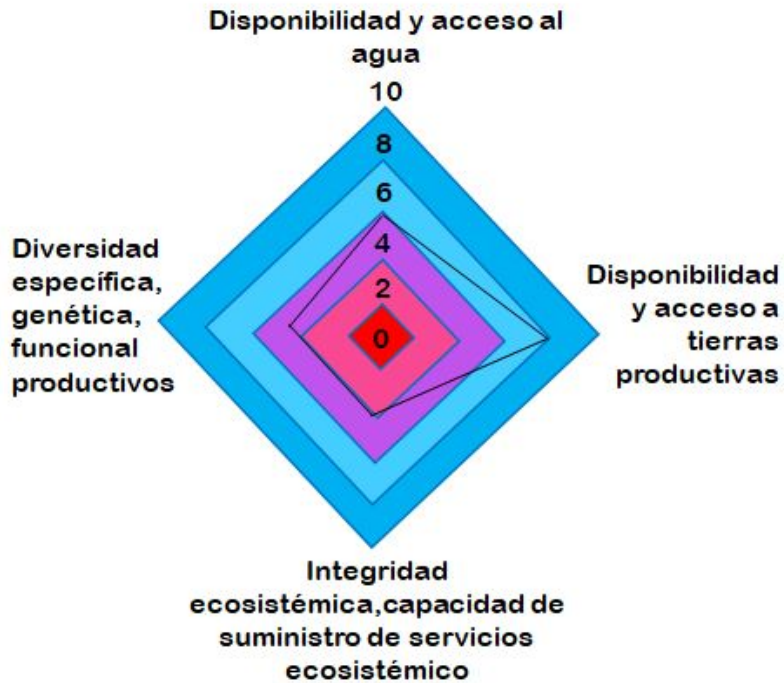 Disponibilidad y acceso al
agua
10
8
6
4
2
0
Diversidad
específica,
genética,
funcional
productivos
Disponibilidad
y acceso a
tierras
productivas
Integridad
ecosistémica,capacidad de
suministro de servicios
ecosistémico